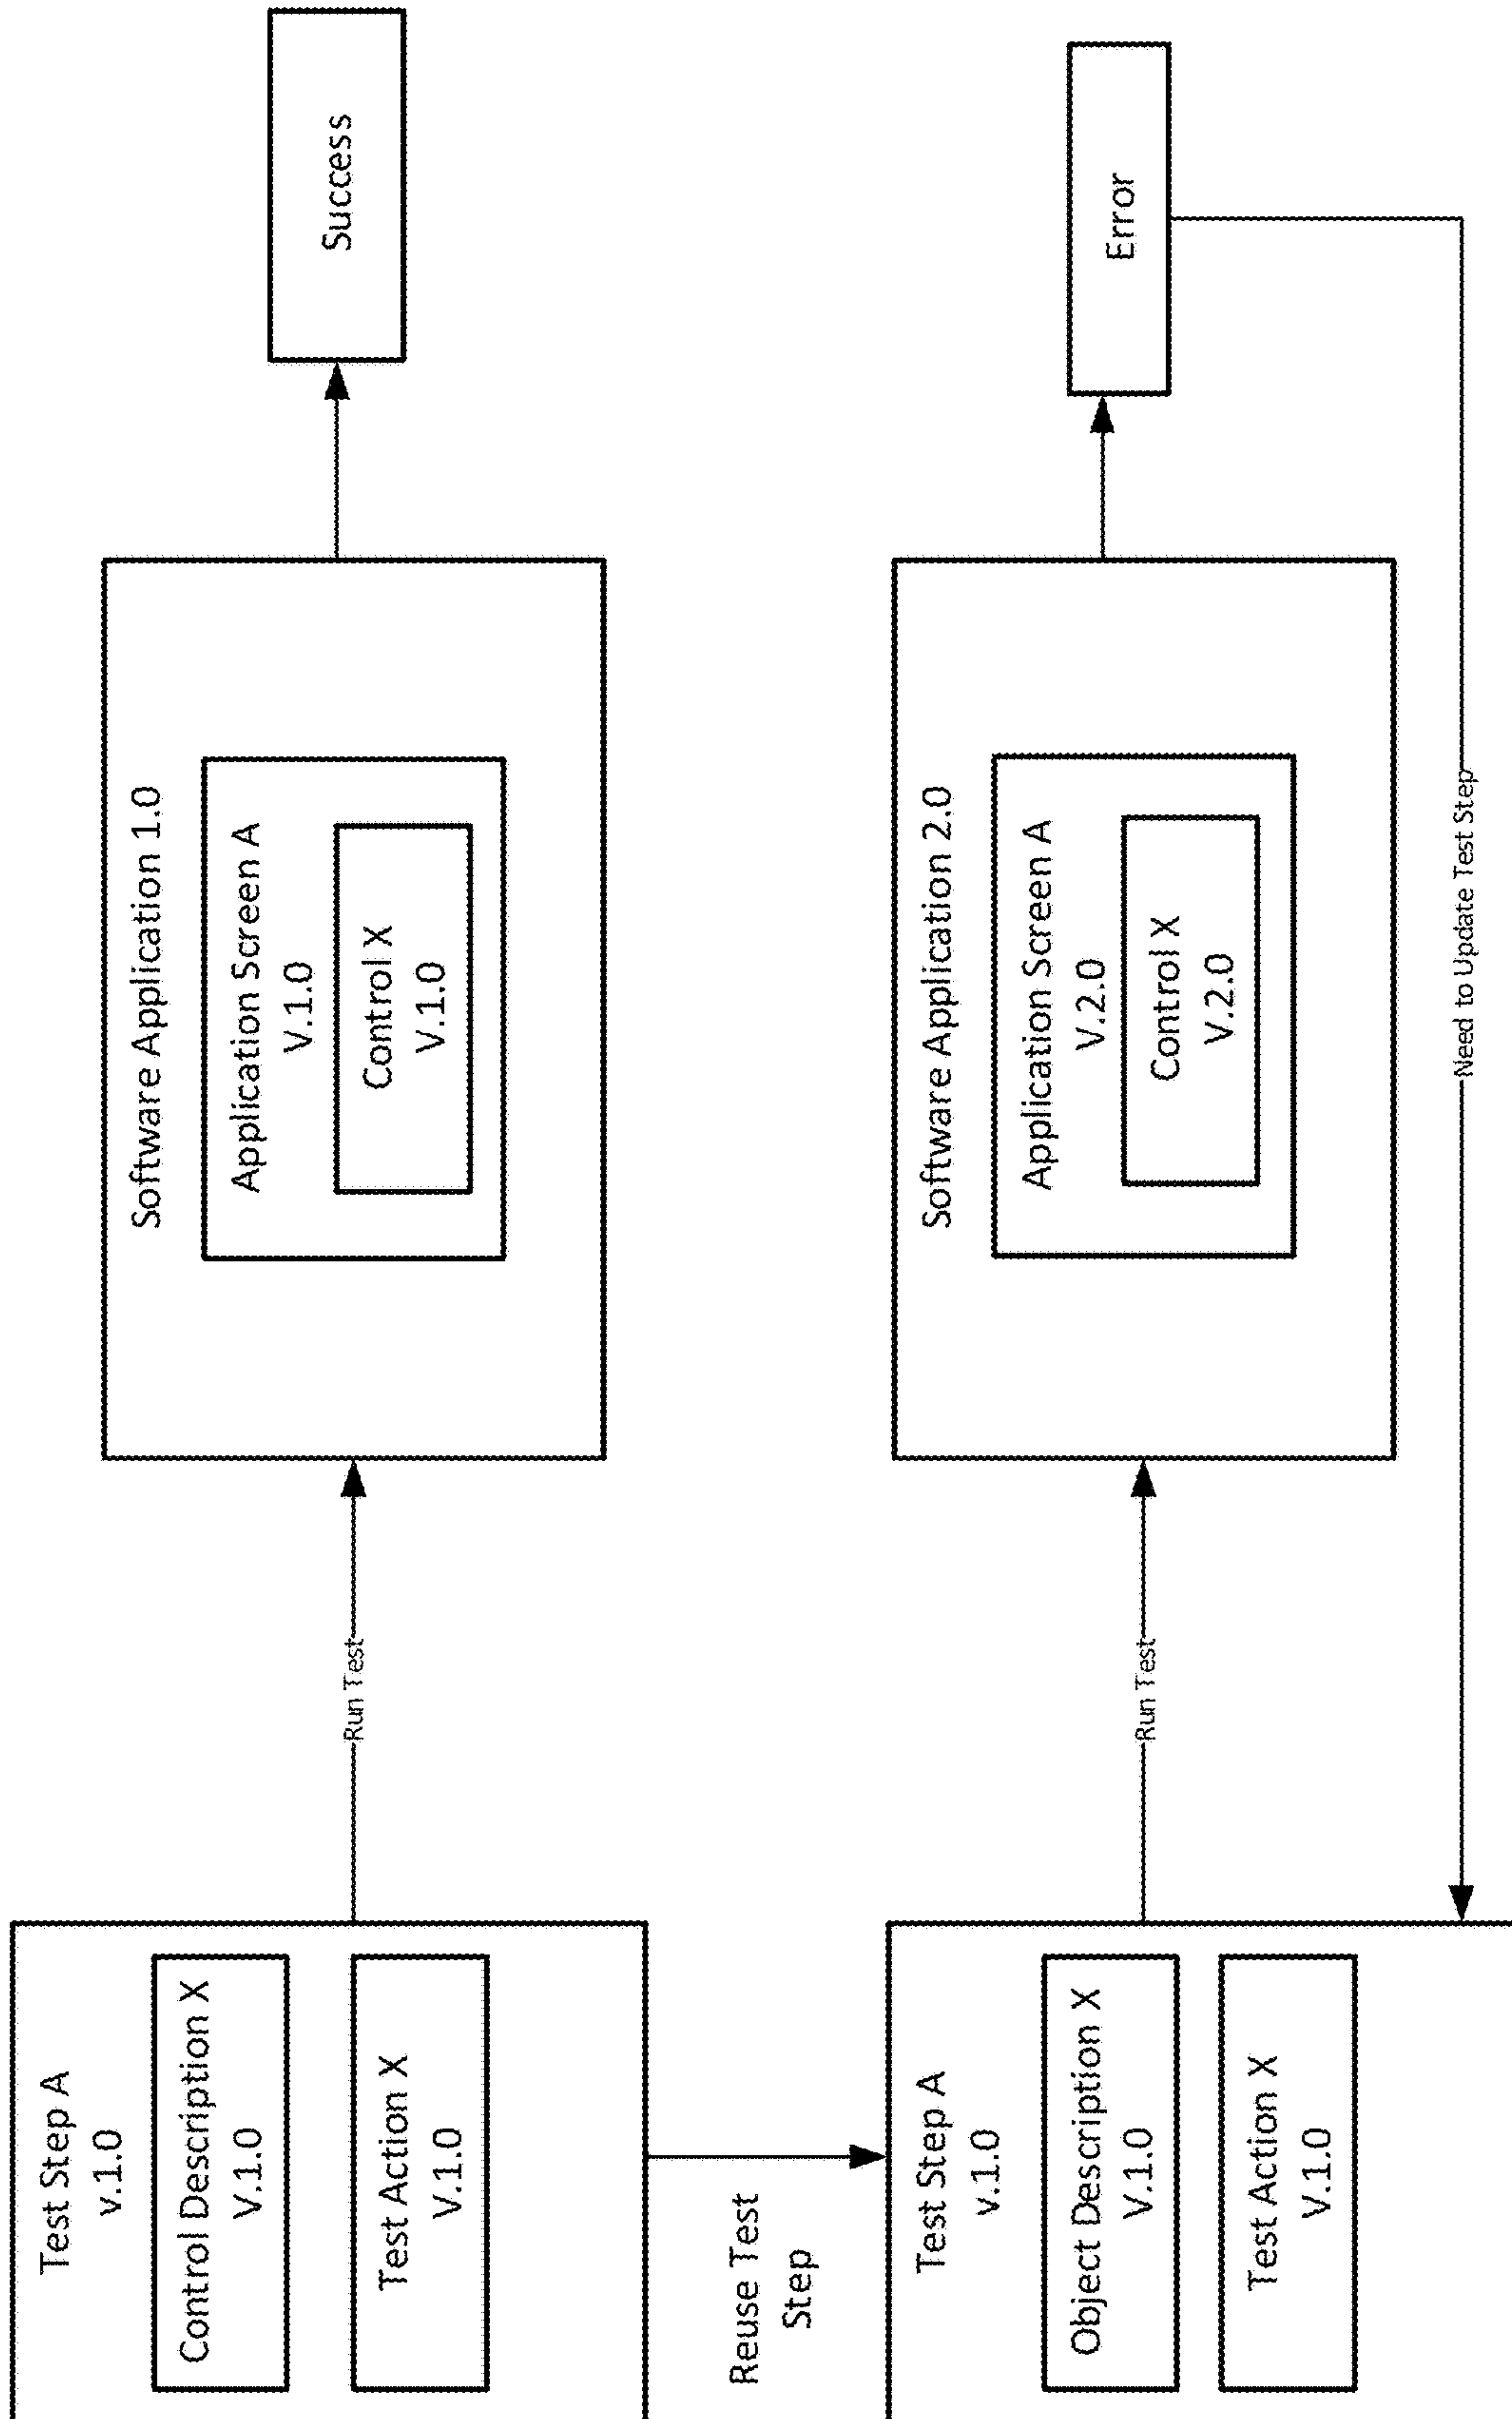 Test Step A
v.1.0
Control Description X
V.1.0
Test Action X
V.1.0
Run Test
Software Application 1.0
Application Screen A
V.1.0
Control X
V.1.0
Success
Reuse Test
Step
Test Step A
v.1.0
Object Description X
V.1.0
Test Action X
V.1.0
Run Test
Software Application 2.0
Application Screen A
V.2.0
Control X
V.2.0
Error
Need to Update Test Step